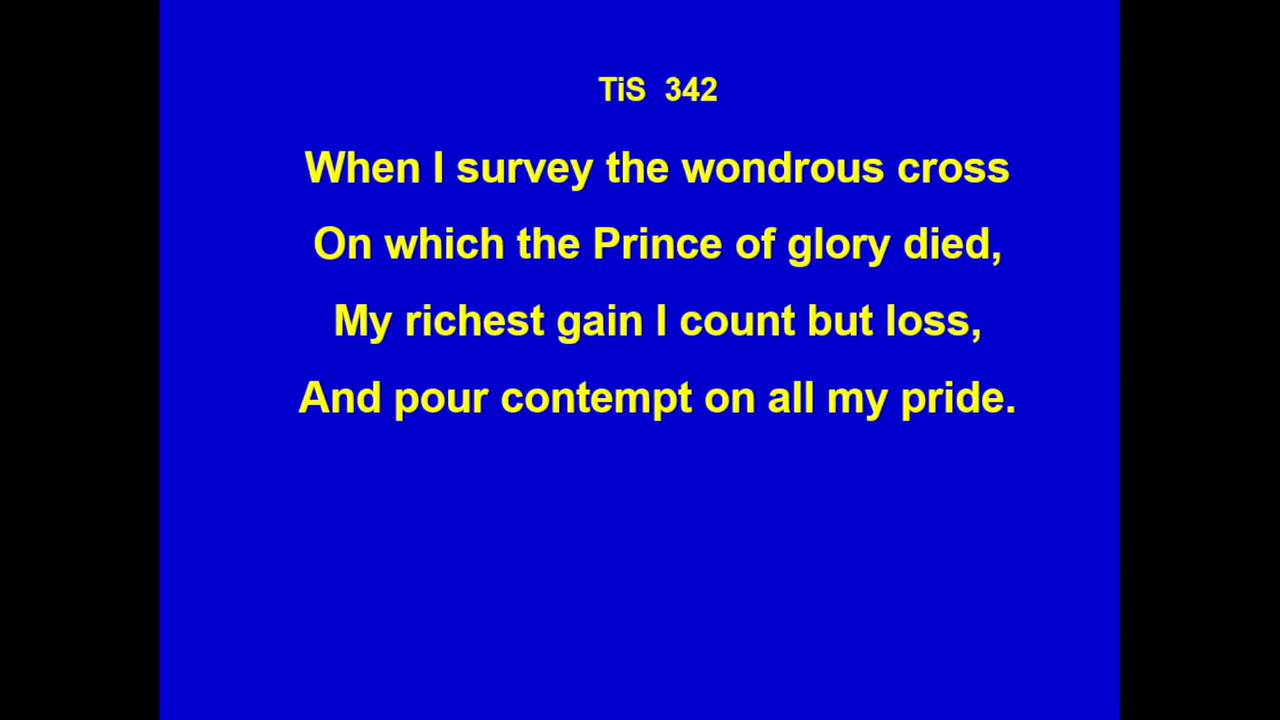 TiS 342
When I survey the wondrous cross
On which the Prince of glory died,
My richest gain I count but loss,
And pour contempt on all my pride.